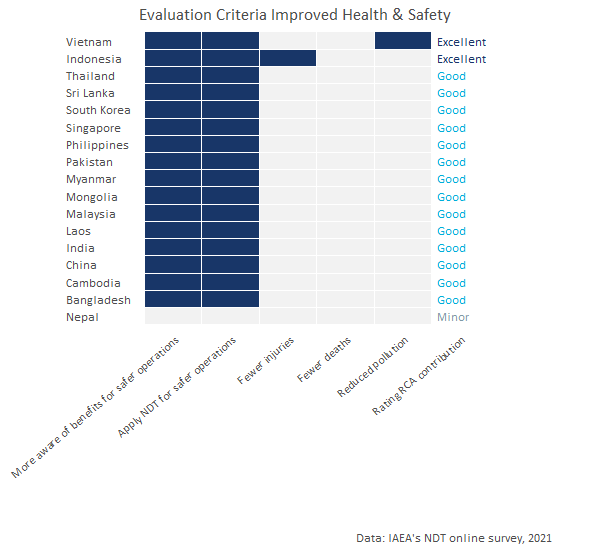 Evaluation Criteria Improved Health & Safety
Vietnam Excellent
Indonesia Excellent
Thailand Good
Sri Lanka Good
South Korea Good
Singapore Good
Philippines Good
Pakistan Good
Myanmar Good
Mongolia Good
Malaysia Good
Laos Good
India Good
China Good
Cambodia Good
Bangladesh Good
Nepal Minor
More aware of benefits for safer operations
Apply NDT for safer operations
Fewer injuries
Fewer deaths
Reduced pollution
Rating RCA contribution
Data: IAEA's NDT online survey, 2021